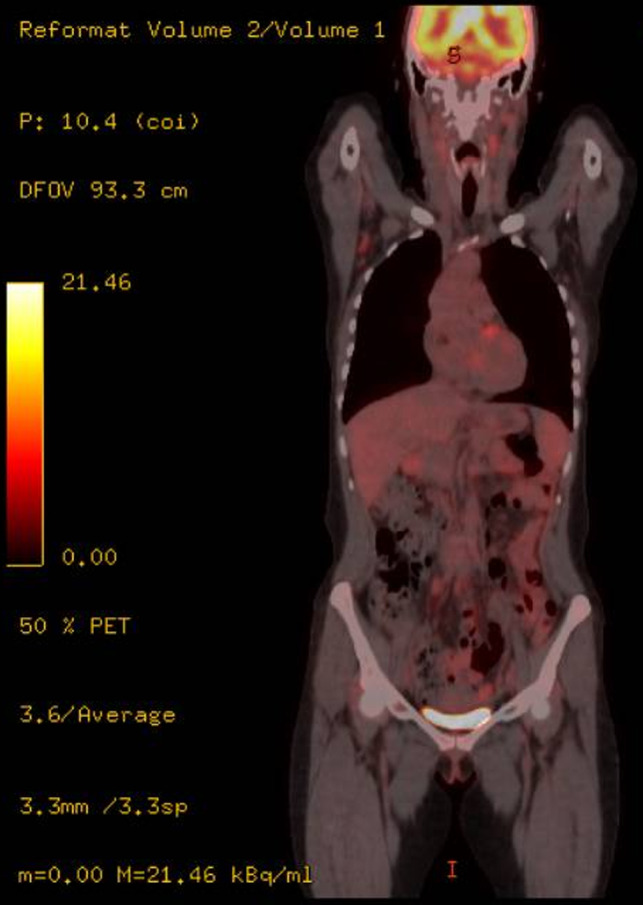 Reformat Volume 2/Volume 1
S
P: 10.4 (coi)
DFOV 93.3 cm
21.46
0.00
50 % PET
3.6/Average
3.3mm /3.3sp
m=0.00 M=21.46 kBq/ml
I